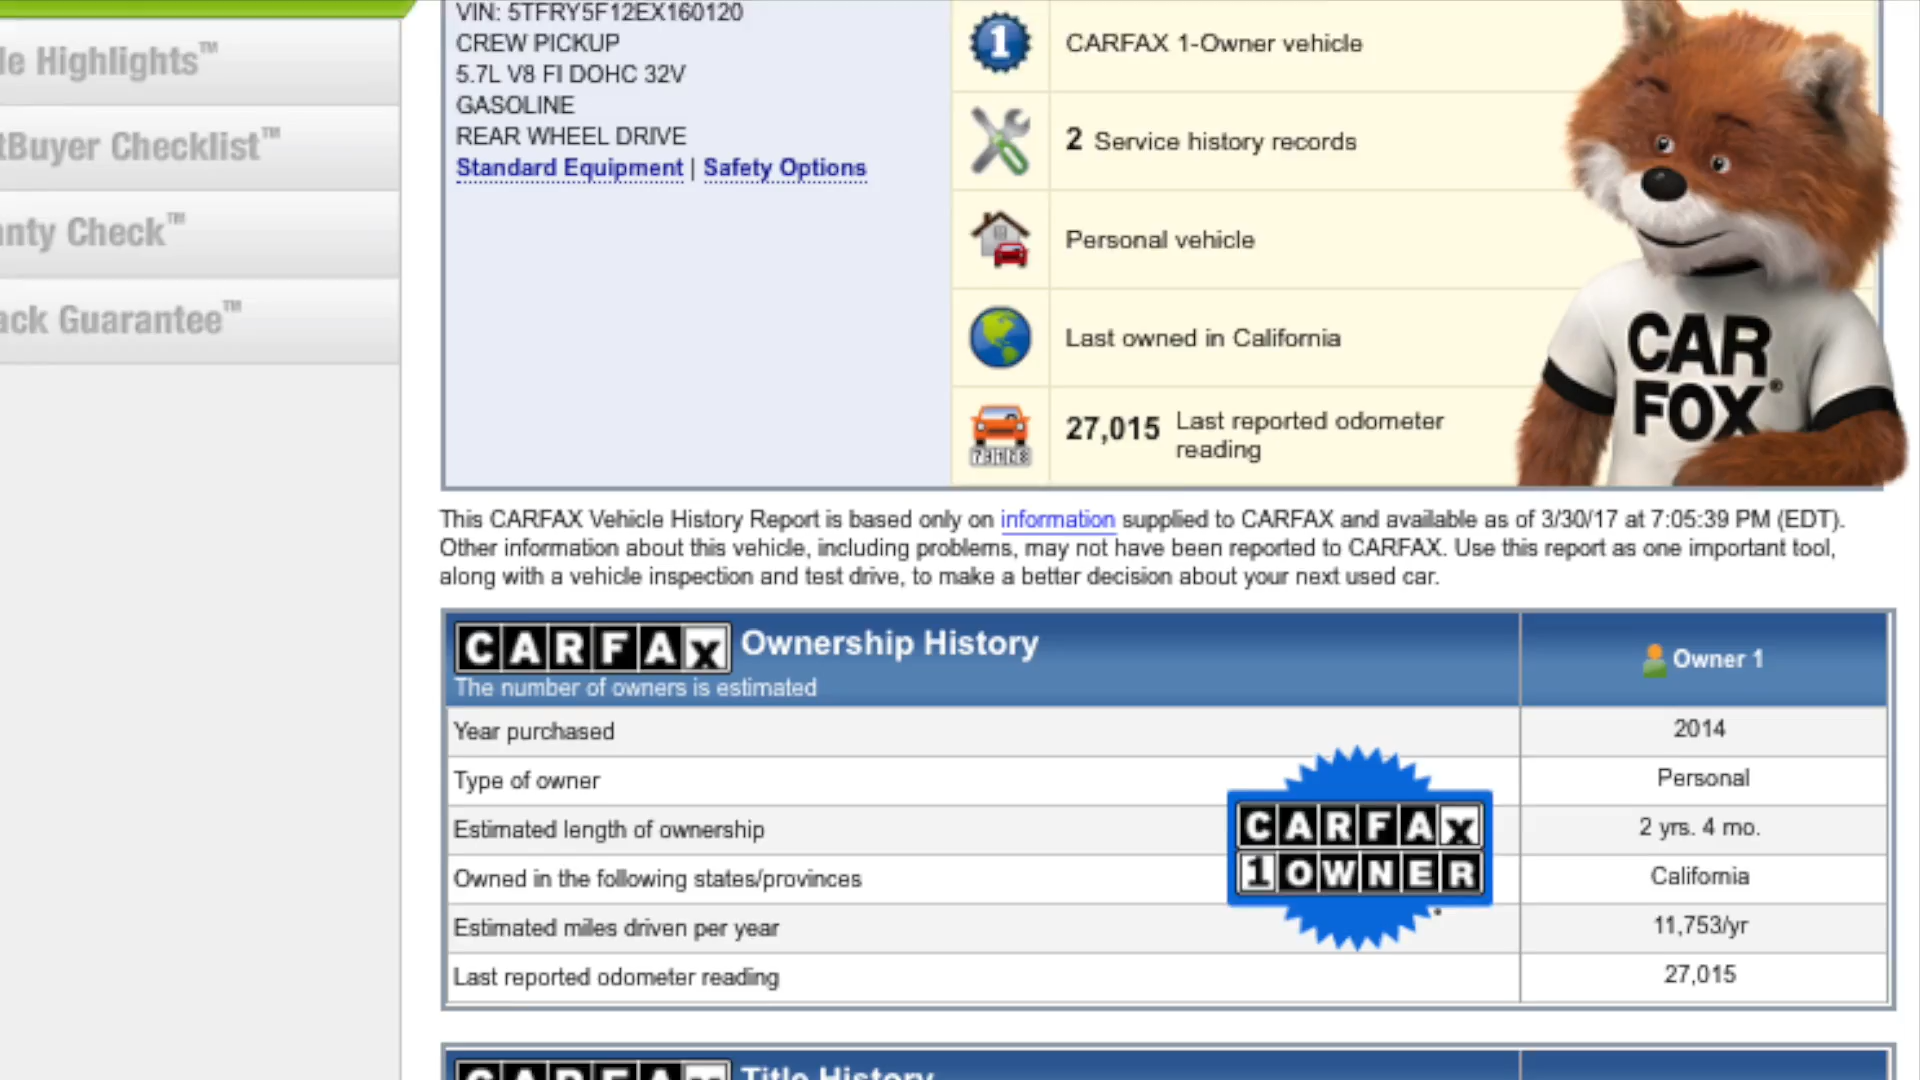 VIN: 5TFRY5F12EX160120
CREW PICKUP
5.7L V8 FI DOHC 32V
GASOLINE
REAR WHEEL DRIVE
Standard Equipment | Safety Options
le Highlights™
tBuyer Checklist™
anty Check™
ack Guarantee™
1
CARFAX 1-Owner vehicle
2 Service history records
Personal vehicle
Last owned in California
27,015 Last reported odometer
reading
CAR
FOX®
This CARFAX Vehicle History Report is based only on information supplied to CARFAX and available as of 3/30/17 at 7:05:39 PM (EDT).
Other information about this vehicle, including problems, may not have been reported to CARFAX. Use this report as one important tool,
along with a vehicle inspection and test drive, to make a better decision about your next used car.
CARFAX Ownership History
The number of owners is estimated
Owner 1
Year purchased 2014
Type of owner Personal
Estimated length of ownership 2 yrs. 4 mo.
Owned in the following states/provinces California
Estimated miles driven per year 11,753/yr
Last reported odometer reading 27,015
CARFAX
1 OWNER
CARFAX Title History